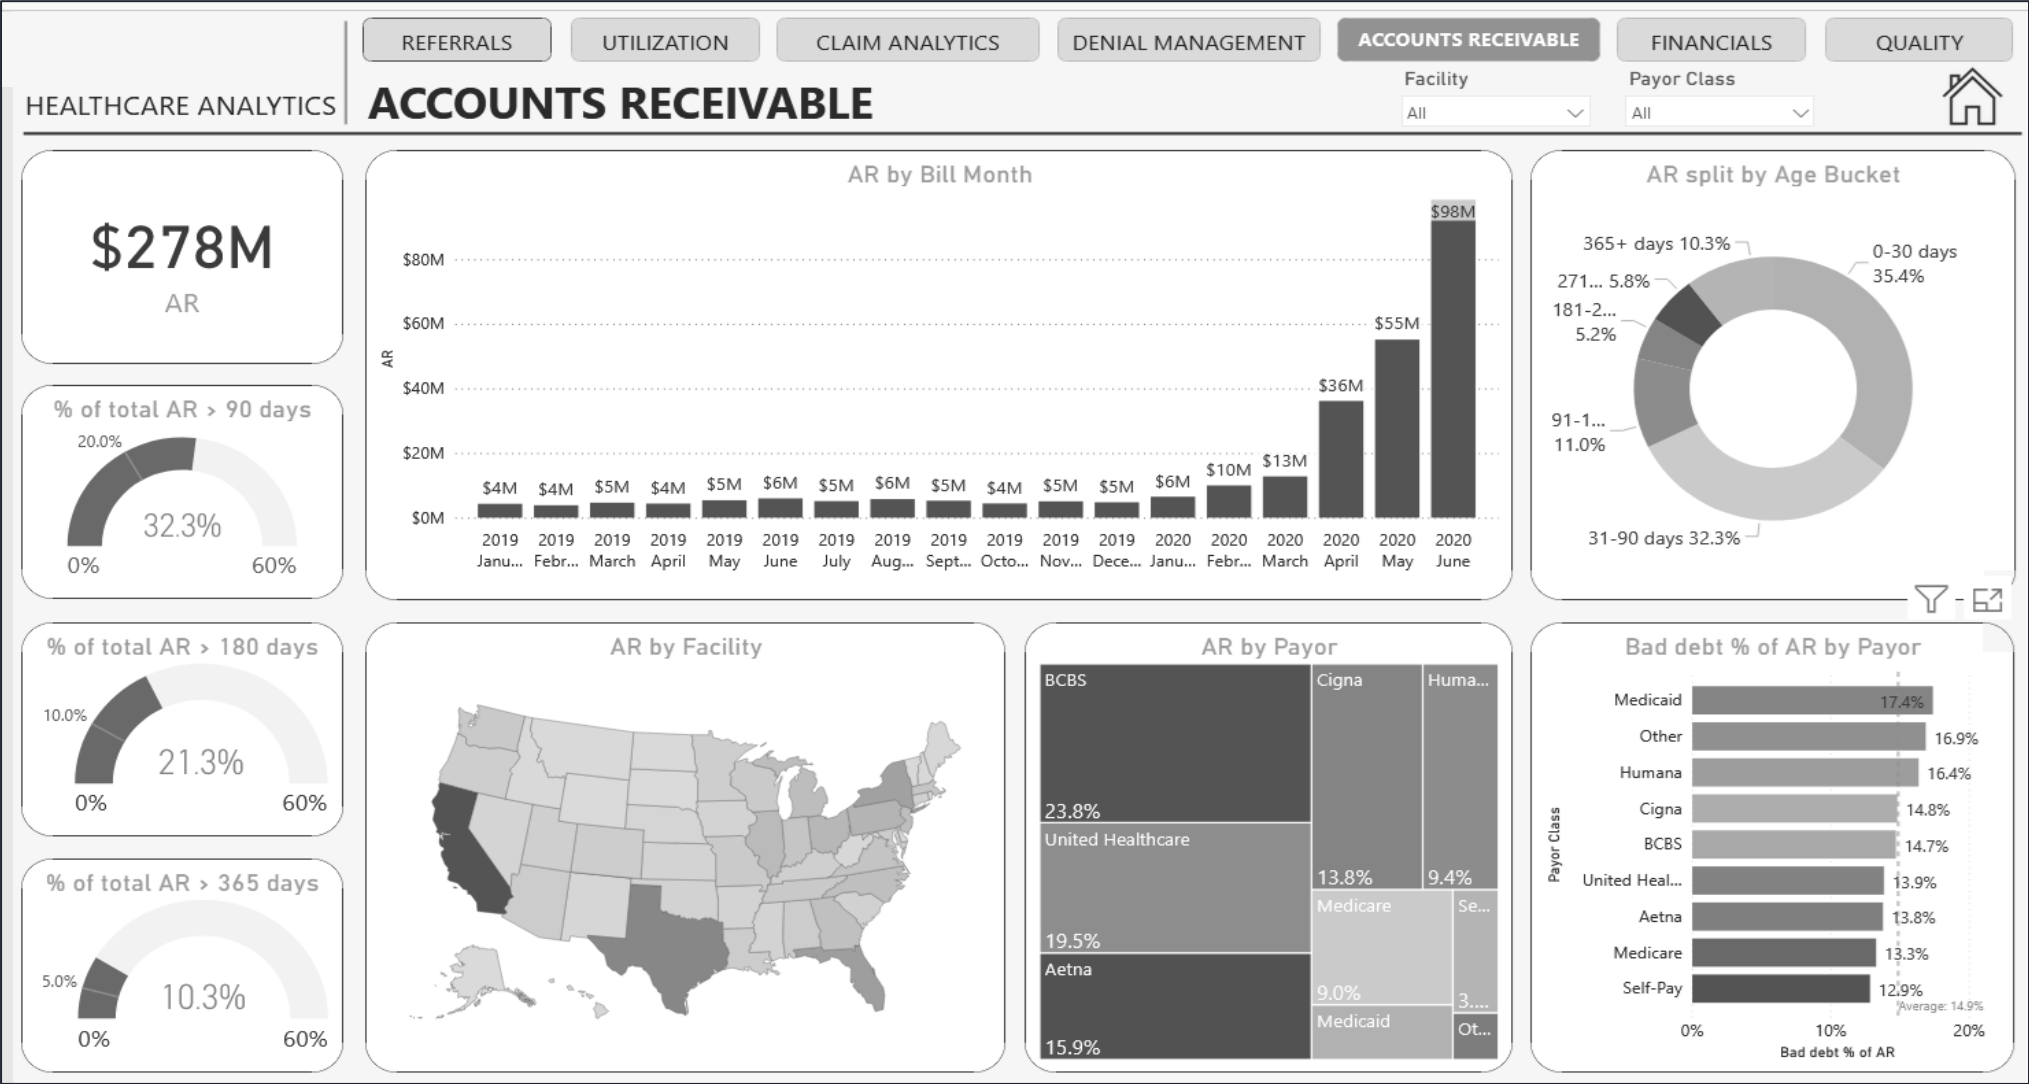 REFERRALS
UTILIZATION
CLAIM ANALYTICS
DENIAL MANAGEMENT
ACCOUNTS RECEIVABLE
FINANCIALS
QUALITY
HEALTHCARE ANALYTICS
ACCOUNTS RECEIVABLE
Facility
All
Payor Class
All
$278M
AR
% of total AR > 90 days
20.0%
32.3%
0%
60%
% of total AR > 180 days
10.0%
21.3%
0%
60%
% of total AR > 365 days
5.0%
10.3%
0%
60%
AR by Bill Month
AR
$80M
$60M
$40M
$20M
$0M
$4M
$4M
$5M
$4M
$5M
$6M
$5M
$6M
$5M
$4M
$5M
$5M
$6M
$10M
$13M
$36M
$55M
$98M
2019 2019 2019 2019 2019 2019 2019 2019 2019 2019 2019 2019 2020 2020 2020 2020 2020 2020
Janu... Febr... March April May June July Aug... Sept... Octo... Nov... Dece... Janu... Febr... March April May June
AR split by Age Bucket
365+ days 10.3%
0-30 days
35.4%
271... 5.8%
181-2...
5.2%
91-1...
11.0%
31-90 days 32.3%
AR by Facility
AR by Payor
BCBS
23.8%
United Healthcare
19.5%
Aetna
15.9%
Cigna
13.8%
Huma...
9.4%
Medicare
9.0%
Se...
3....
Medicaid
Ot...
Bad debt % of AR by Payor
Payor Class
Medicaid 17.4%
Other 16.9%
Humana 16.4%
Cigna 14.8%
BCBS 14.7%
United Heal... 13.9%
Aetna 13.8%
Medicare 13.3%
Self-Pay 12.9%
Average: 14.9%
0% 10% 20%
Bad debt % of AR